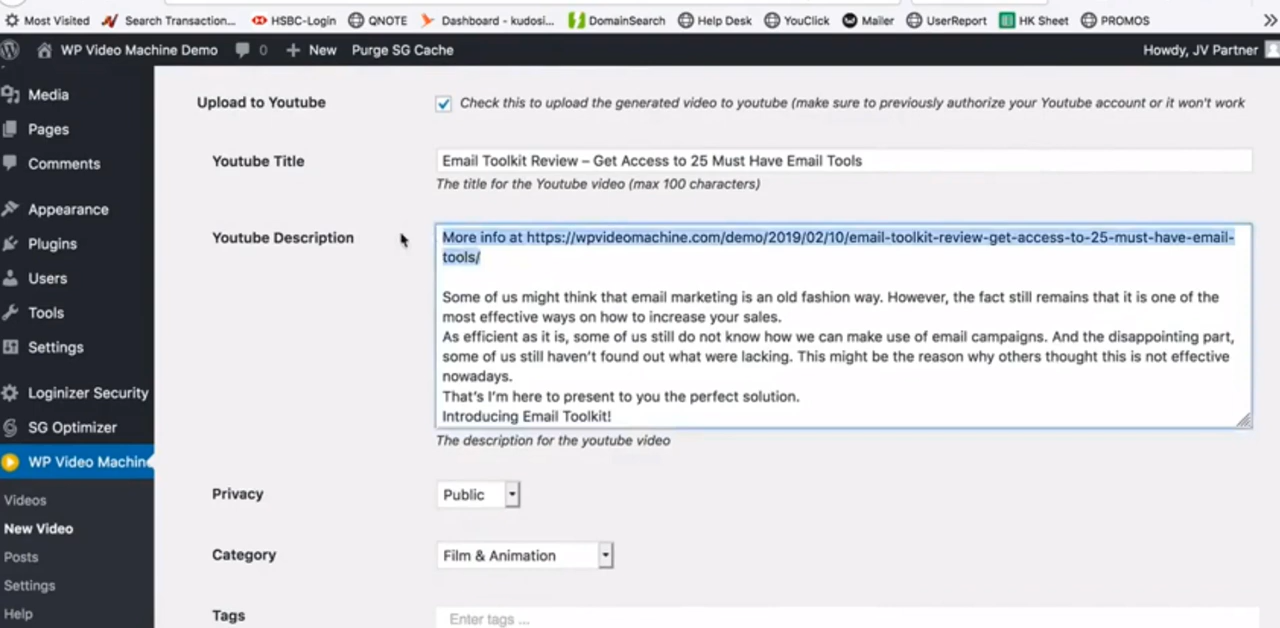 Most Visited Search Transaction... HSBC-Login QNOTE Dashboard - kudosi... DomainSearch Help Desk YouClick Mailer UserReport HK Sheet PROMOS
WP Video Machine Demo 0 New Purge SG Cache Howdy, JV Partner
Media
Pages
Comments
Appearance
Plugins
Users
Tools
Settings
Loginizer Security
SG Optimizer
WP Video Machin
Videos
New Video
Posts
Settings
Help
Upload to Youtube
Check this to upload the generated video to youtube (make sure to previously authorize your Youtube account or it won't work
Youtube Title
Email Toolkit Review – Get Access to 25 Must Have Email Tools
The title for the Youtube video (max 100 characters)
Youtube Description
More info at https://wpvideomachine.com/demo/2019/02/10/email-toolkit-review-get-access-to-25-must-have-email-
tools/
Some of us might think that email marketing is an old fashion way. However, the fact still remains that it is one of the
most effective ways on how to increase your sales.
As efficient as it is, some of us still do not know how we can make use of email campaigns. And the disappointing part,
some of us still haven't found out what were lacking. This might be the reason why others thought this is not effective
nowadays.
That's I'm here to present to you the perfect solution.
Introducing Email Toolkit!
The description for the youtube video
Privacy
Public
Category
Film & Animation
Tags
Enter tags ...